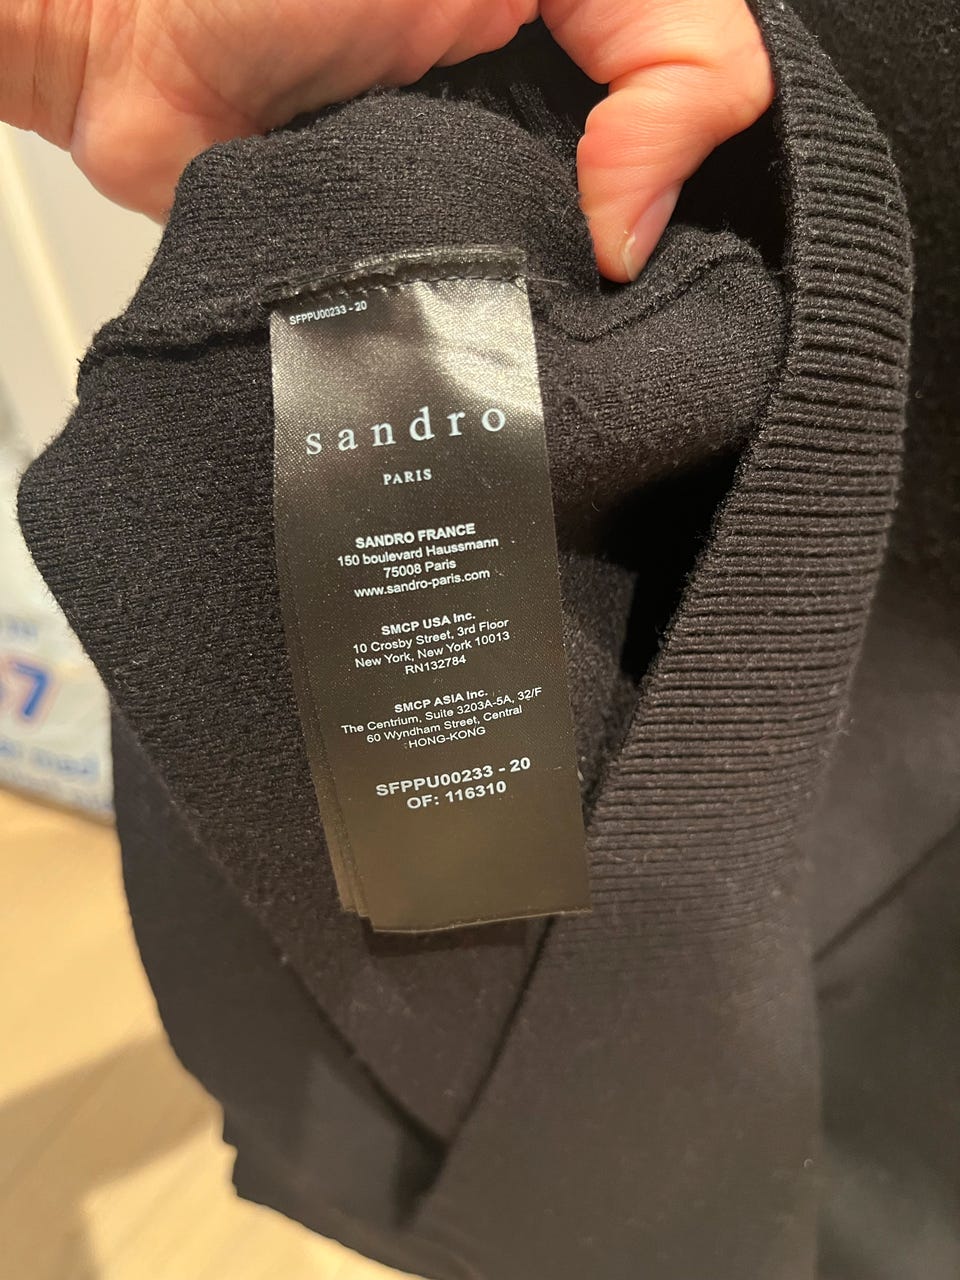 SFPPU00233 - 20
sandro
PARIS
SANDRO FRANCE
150 boulevard Haussmann
75008 Paris
www.sandro-paris.com
SMCP USA Inc.
10 Crosby Street, 3rd Floor
New York, New York 10013
RN132784
SMCP ASIA Inc.
The Centrium, Suite 3203A-5A, 32/F
60 Wyndham Street, Central
HONG-KONG
SFPPU00233 - 20
OF: 116310
7